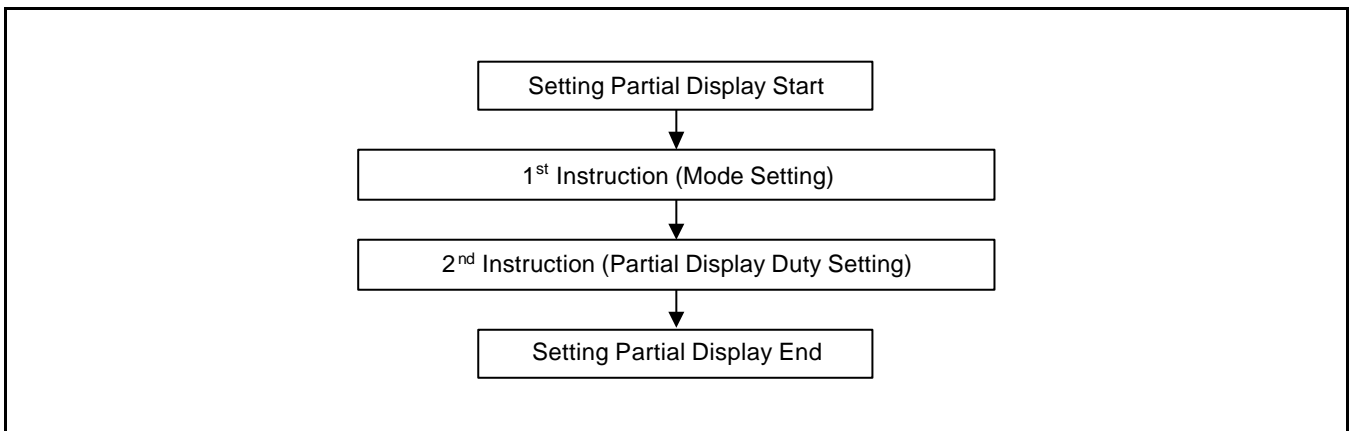 Setting Partial Display Start
1st Instruction (Mode Setting)
2nd Instruction (Partial Display Duty Setting)
Setting Partial Display End